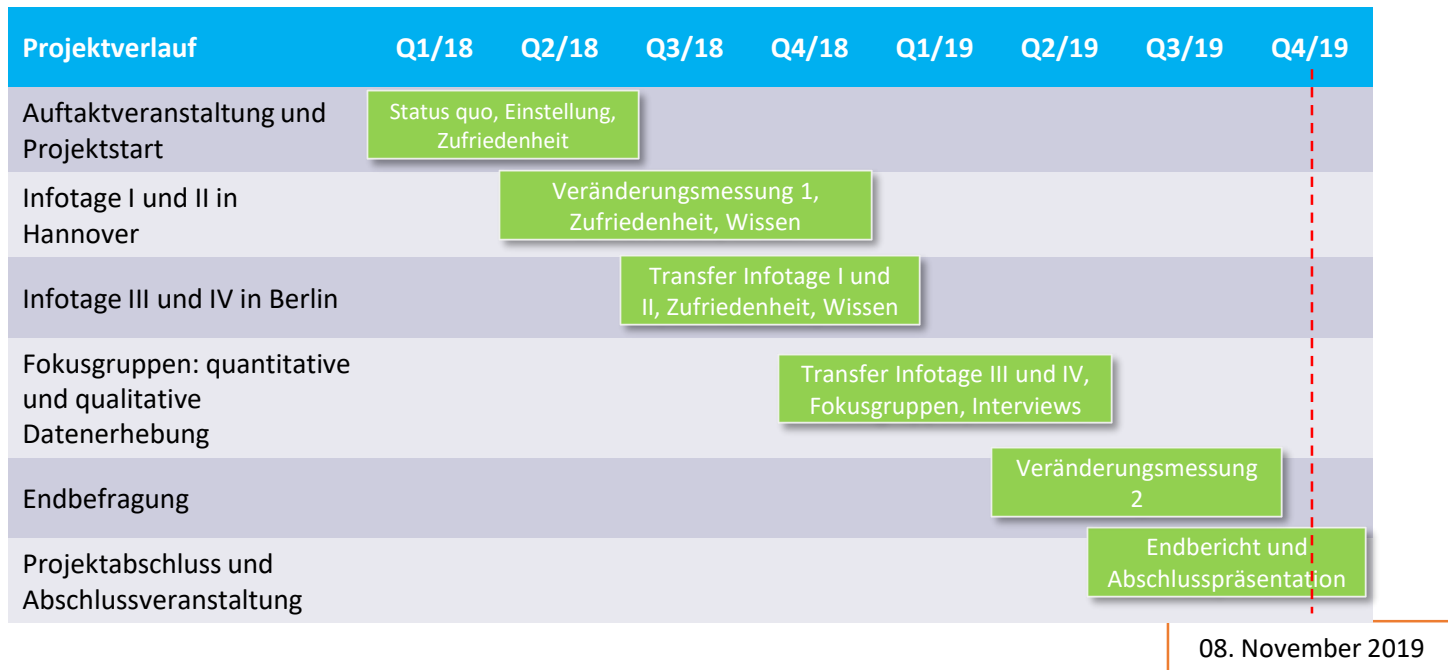 Projektverlauf Q1/18 Q2/18 Q3/18 Q4/18 Q1/19 Q2/19 Q3/19 Q4/19
Auftaktveranstaltung und
Projektstart
Status quo, Einstellung,
Zufriedenheit
Infotage I und II in
Hannover
Veränderungsmessung 1,
Zufriedenheit, Wissen
Infotage III und IV in Berlin
Transfer Infotage I und
II, Zufriedenheit, Wissen
Fokusgruppen: quantitative
und qualitative
Datenerhebung
Transfer Infotage III und IV,
Fokusgruppen, Interviews
Endbefragung
Veränderungsmessung
2
Projektabschluss und
Abschlussveranstaltung
Endbericht und
Abschlusspräsentation
08. November 2019